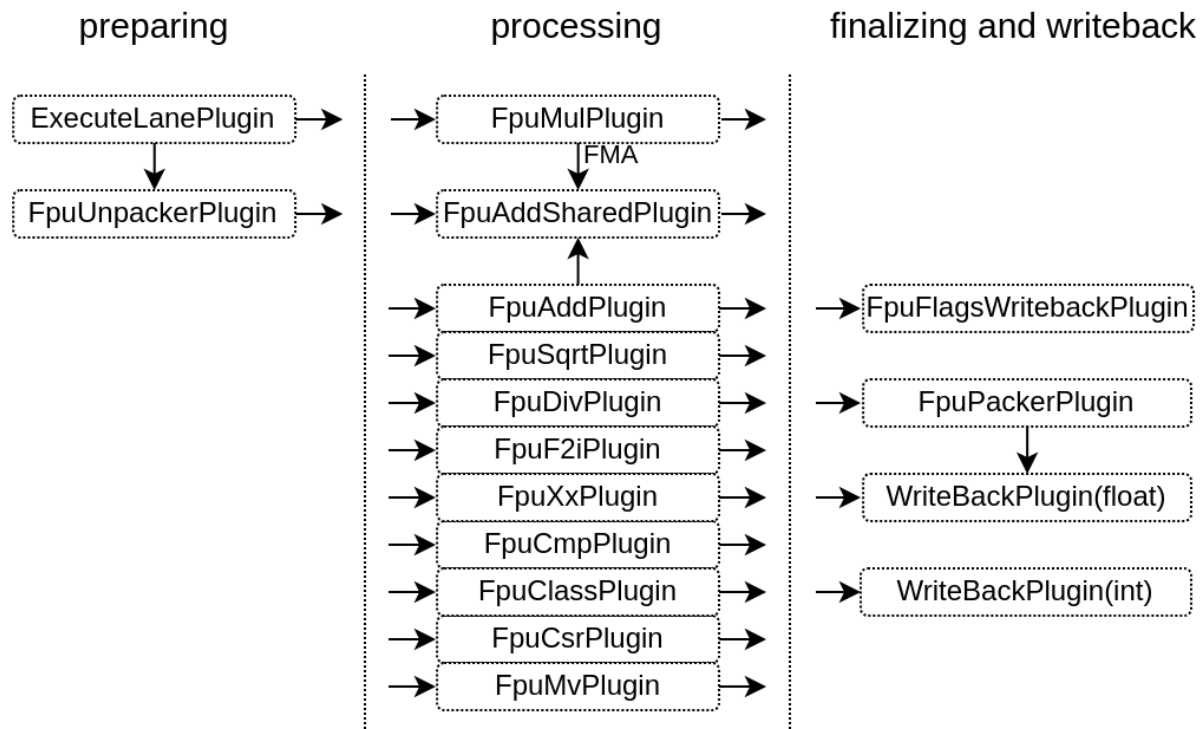 preparing
processing
finalizing and writeback
ExecuteLanePlugin
FpuUnpackerPlugin
FpuMulPlugin
FMA
FpuAddSharedPlugin
FpuAddPlugin
FpuSqrtPlugin
FpuDivPlugin
FpuF2iPlugin
FpuXxPlugin
FpuCmpPlugin
FpuClassPlugin
FpuCsrPlugin
FpuMvPlugin
FpuFlagsWritebackPlugin
FpuPackerPlugin
WriteBackPlugin(float)
WriteBackPlugin(int)